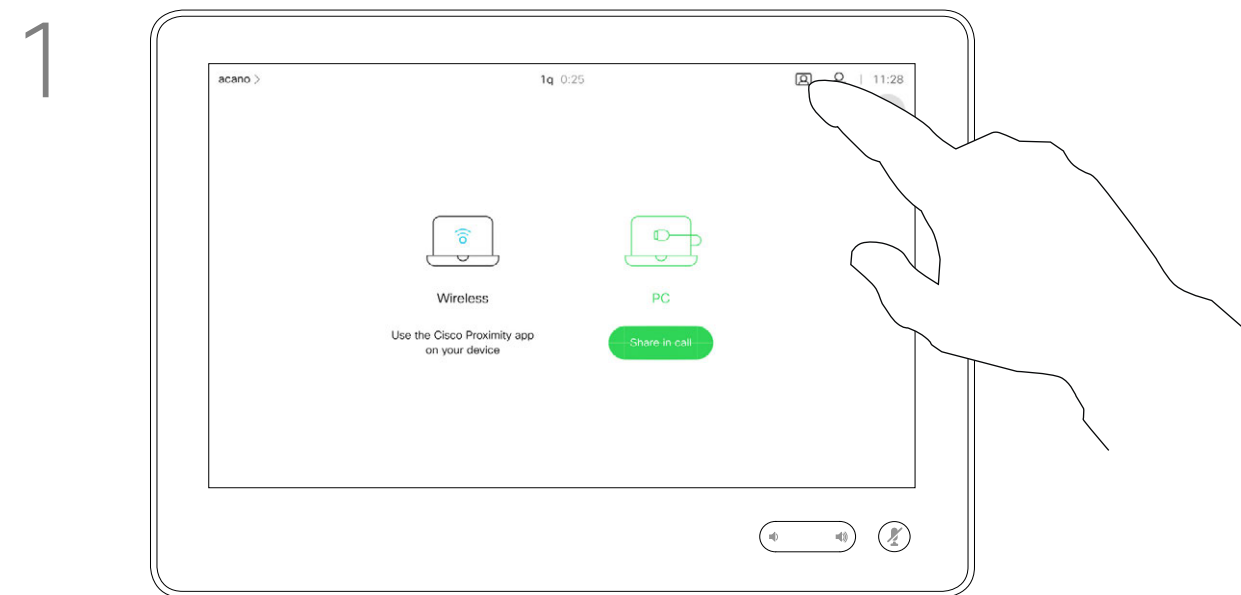 1
acano >
1q 0:25
11:28
Wireless
Use the Cisco Proximity app
on your device
PC
Share in call